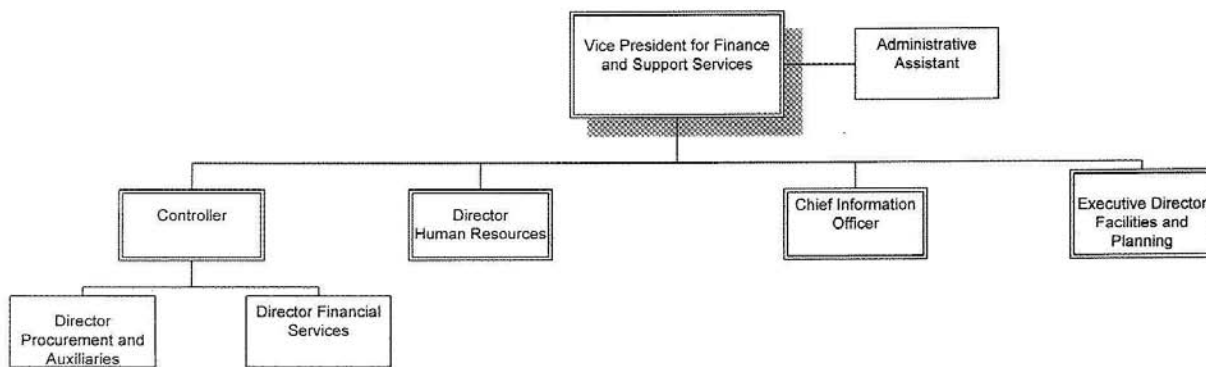 Vice President for Finance
and Support Services
Administrative
Assistant
Controller
Director
Human Resources
Chief Information
Officer
Executive Director
Facilities and
Planning
Director
Procurement and
Auxiliaries
Director Financial
Services